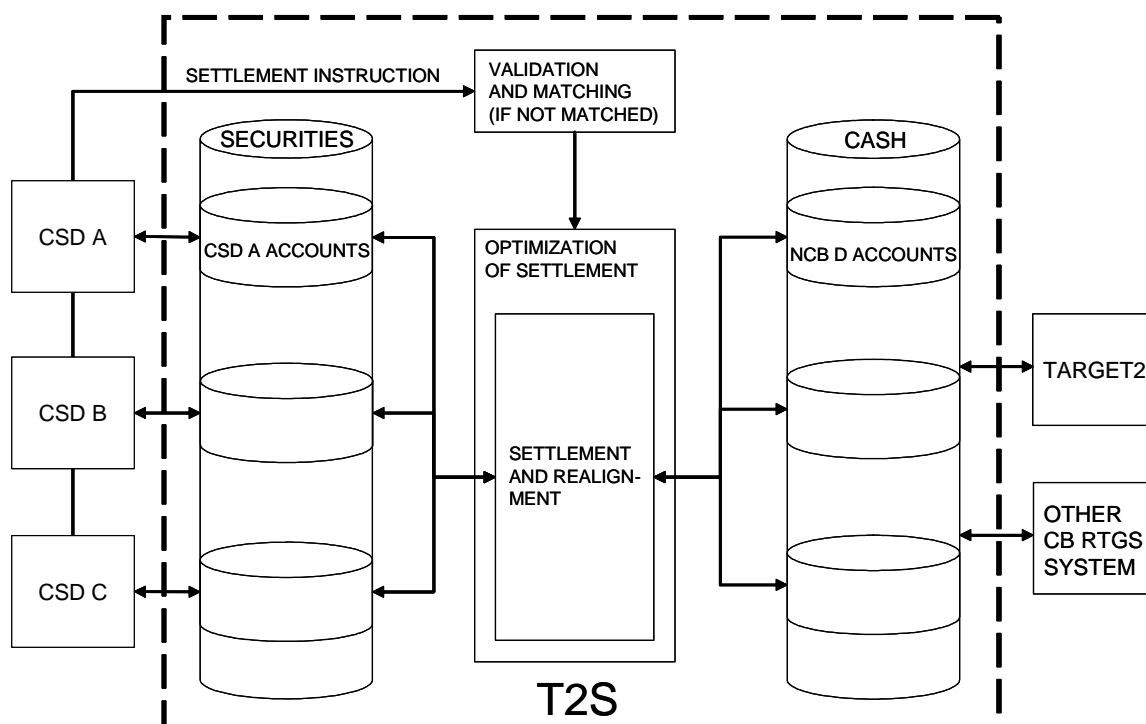 SETTLEMENT INSTRUCTION
VALIDATION
AND MATCHING
(IF NOT MATCHED)
SECURITIES
CASH
CSD A
CSD A ACCOUNTS
OPTIMIZATION
OF SETTLEMENT
NCB D ACCOUNTS
TARGET2
CSD B
SETTLEMENT
AND REALIGN-
MENT
OTHER
CB RTGS
SYSTEM
CSD C
T2S